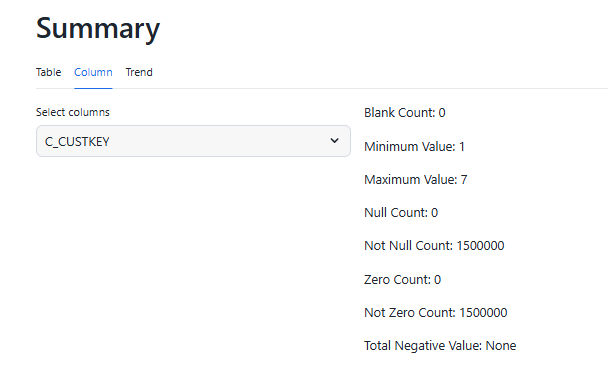 Summary
Table Column Trend
Select columns
C_CUSTKEY
Blank Count: 0
Minimum Value: 1
Maximum Value: 7
Null Count: 0
Not Null Count: 1500000
Zero Count: 0
Not Zero Count: 1500000
Total Negative Value: None